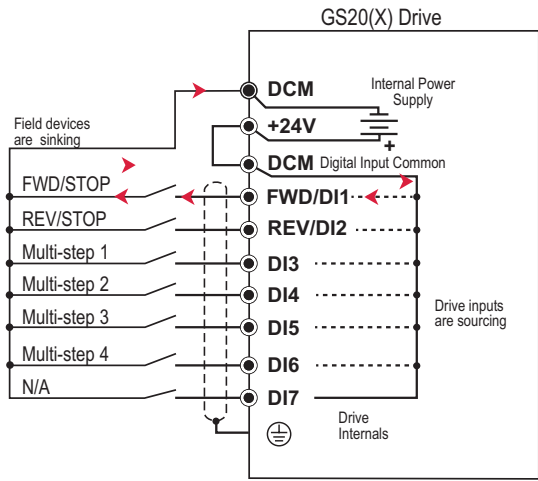 GS20(X) Drive
DCM
Internal Power
Supply
+24V
+
Field devices
are sinking
DCM
Digital Input Common
FWD/STOP
FWD/DI1
REV/STOP
REV/DI2
Multi-step 1
DI3
Multi-step 2
DI4
Drive inputs
are sourcing
Multi-step 3
DI5
Multi-step 4
DI6
N/A
DI7
Drive
Internals